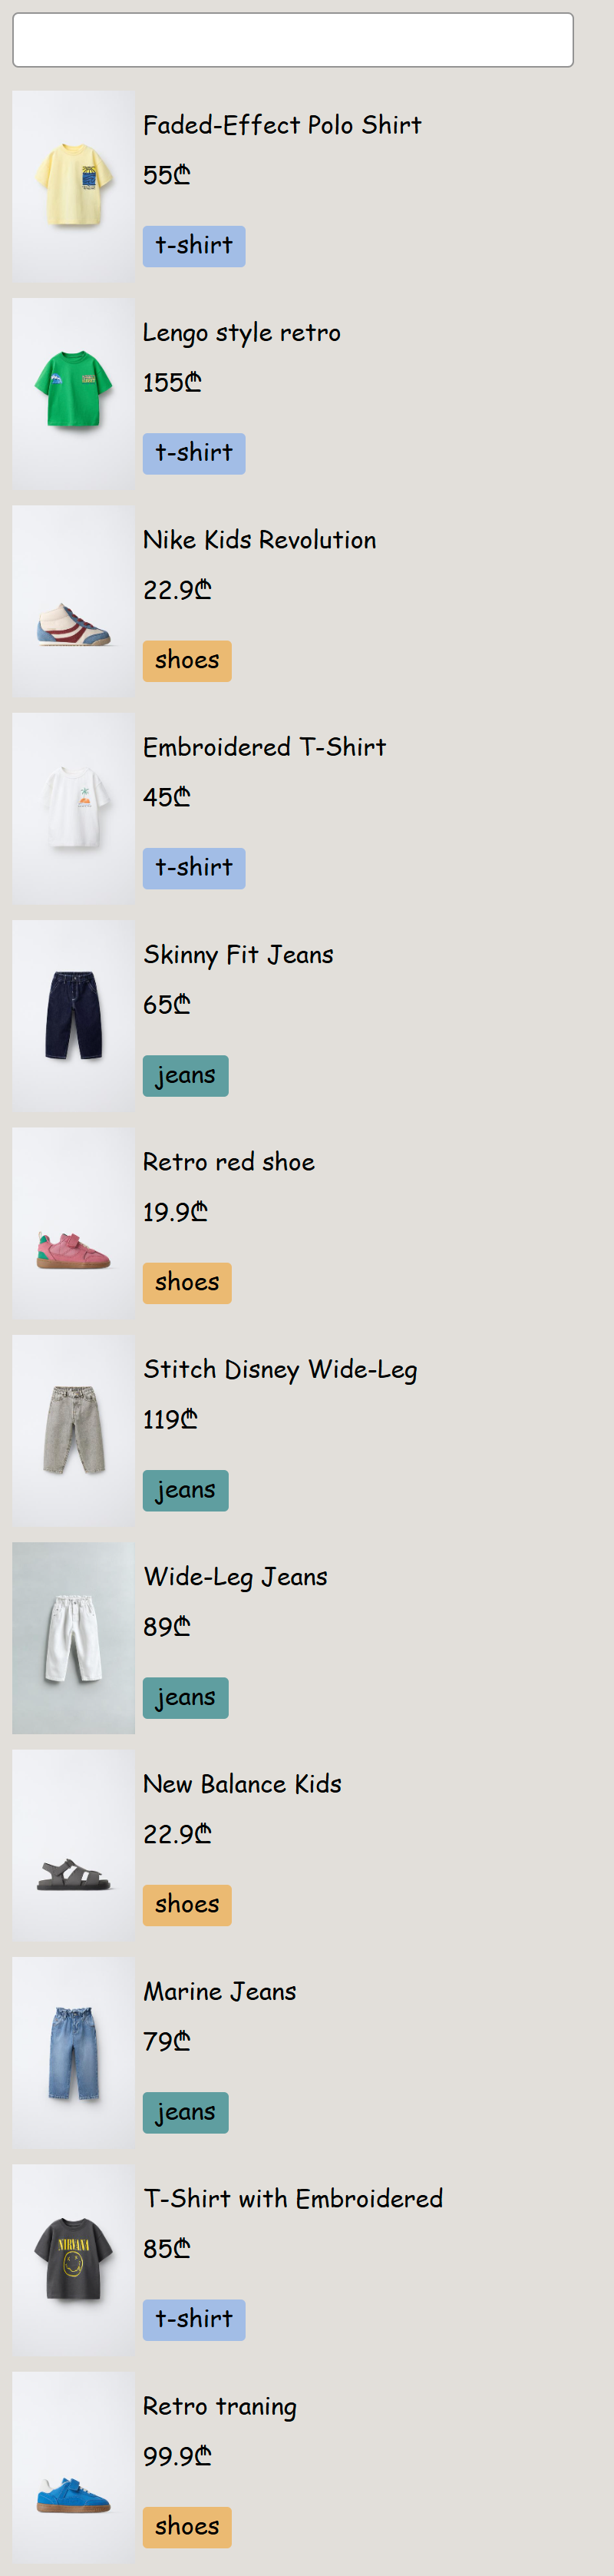 Faded-Effect Polo Shirt
55₾
t-shirt
Lengo style retro
155₾
t-shirt
Nike Kids Revolution
22.9₾
shoes
Embroidered T-Shirt
45₾
t-shirt
Skinny Fit Jeans
65₾
jeans
Retro red shoe
19.9₾
shoes
Stitch Disney Wide-Leg
119₾
jeans
Wide-Leg Jeans
89₾
jeans
New Balance Kids
22.9₾
shoes
Marine Jeans
79₾
jeans
T-Shirt with Embroidered
NIRVANA
85₾
t-shirt
Retro traning
99.9₾
shoes